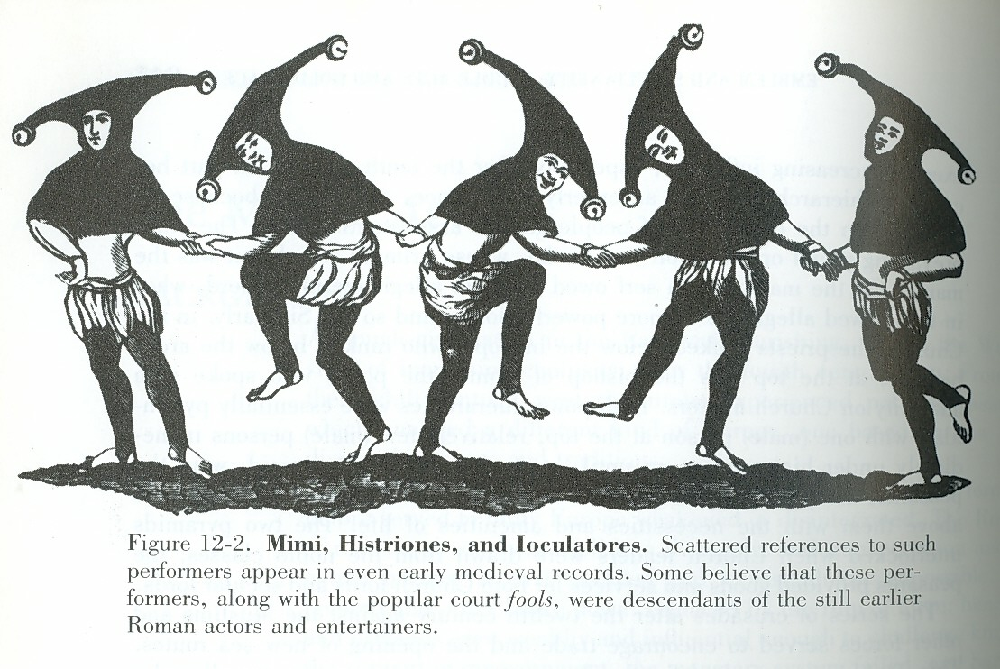 Figure 12-2. Mimi, Histriones, and Ioculatores. Scattered references to such
performers appear in even early medieval records. Some believe that these per-
formers, along with the popular court fools, were descendants of the still earlier
Roman actors and entertainers.